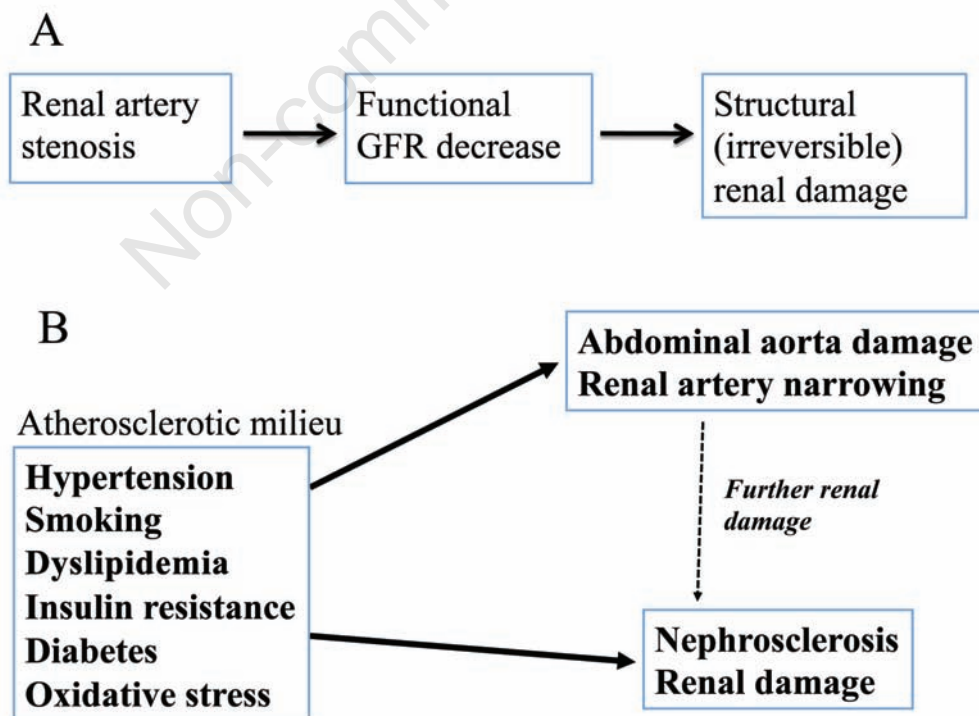 A
Renal artery
stenosis
Functional
GFR decrease
Structural
(irreversible)
renal damage
B
Abdominal aorta damage
Renal artery narrowing
Atherosclerotic milieu
Hypertension
Smoking
Dyslipidemia
Insulin resistance
Diabetes
Oxidative stress
Further renal
damage
Nephrosclerosis
Renal damage